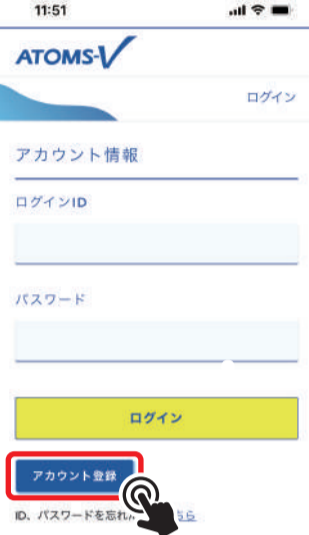 11:51
ATOMS-V
ログイン
アカウント情報
ログインID
パスワード
ログイン
アカウント登録
ID、パスワードを忘れ
ちら